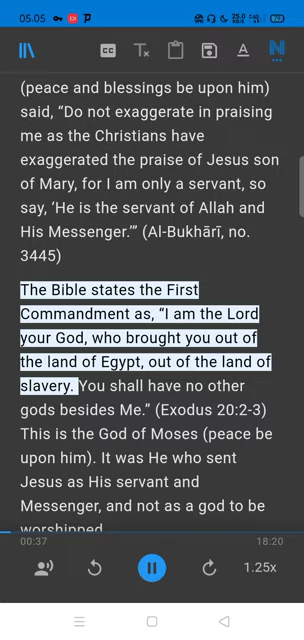 05.05
CC
A
(peace and blessings be upon him)
said, “Do not exaggerate in praising
me as the Christians have
exaggerated the praise of Jesus son
of Mary, for I am only a servant, so
say, ‘He is the servant of Allah and
His Messenger.’” (Al-Bukhārī, no.
3445)
The Bible states the First
Commandment as, “I am the Lord
your God, who brought you out of
the land of Egypt, out of the land of
slavery. You shall have no other
gods besides Me.” (Exodus 20:2-3)
This is the God of Moses (peace be
upon him). It was He who sent
Jesus as His servant and
Messenger, and not as a god to be
worshipped.
00:37 18:20
1.25x